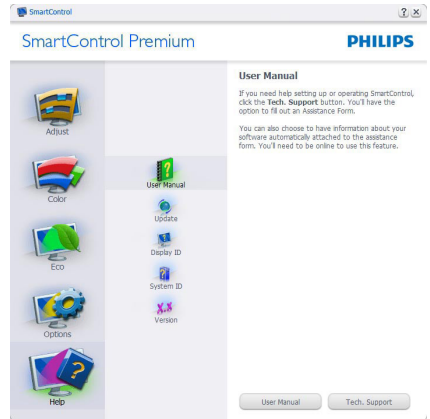 SmartControl
SmartControl Premium
PHILIPS
Adjust
Color
Eco
Options
Help
User Manual
Update
Display ID
System ID
X.X
Version
User Manual
If you need help setting up or operating SmartControl,
click the Tech. Support button. You'll have the
option to fill out an Assistance Form.
You can also choose to have information about your
software automatically attached to the assistance
form. You'll need to be online to use this feature.
User Manual
Tech. Support